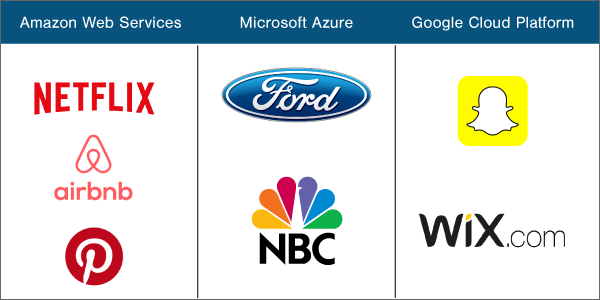 Amazon Web Services
Microsoft Azure
Google Cloud Platform
NETFLIX
airbnb
Ford
NBC
WiX.com